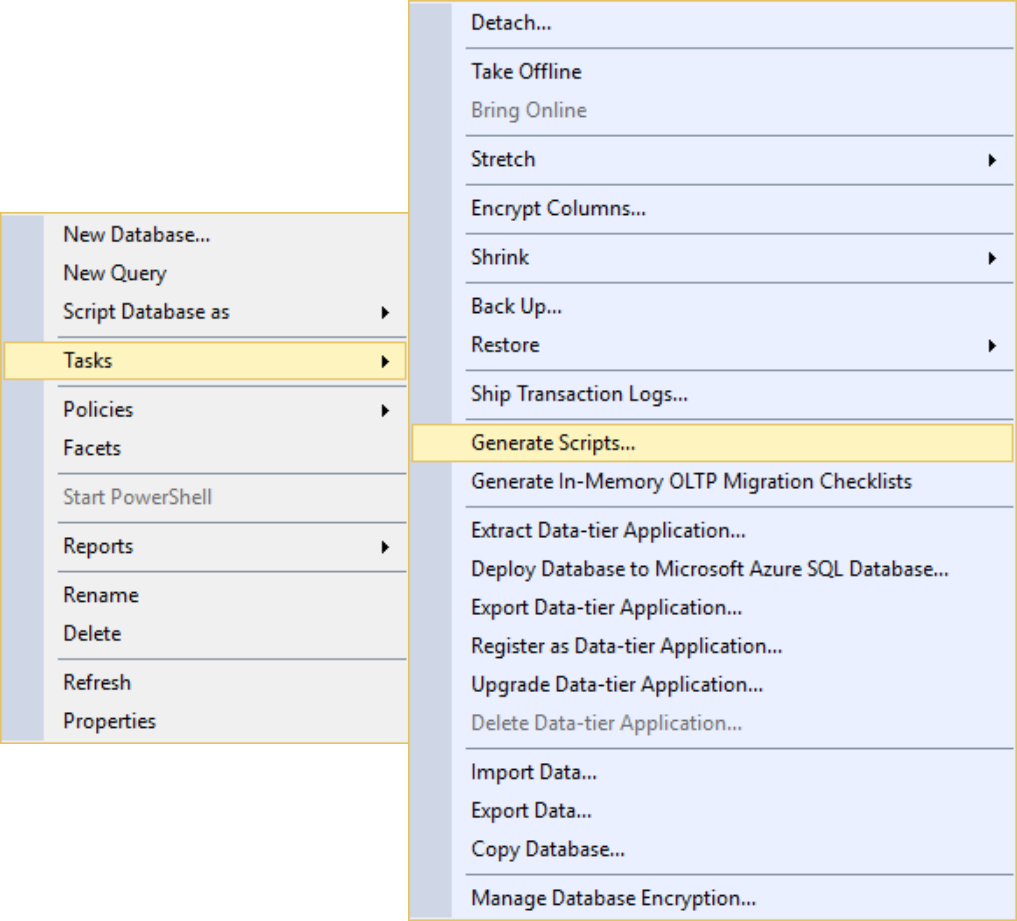 New Database...
New Query
Script Database as
Tasks
Policies
Facets
Start PowerShell
Reports
Rename
Delete
Refresh
Properties
Detach...
Take Offline
Bring Online
Stretch
Encrypt Columns...
Shrink
Back Up...
Restore
Ship Transaction Logs...
Generate Scripts...
Generate In-Memory OLTP Migration Checklists
Extract Data-tier Application...
Deploy Database to Microsoft Azure SQL Database...
Export Data-tier Application...
Register as Data-tier Application...
Upgrade Data-tier Application...
Delete Data-tier Application...
Import Data...
Export Data...
Copy Database...
Manage Database Encryption...